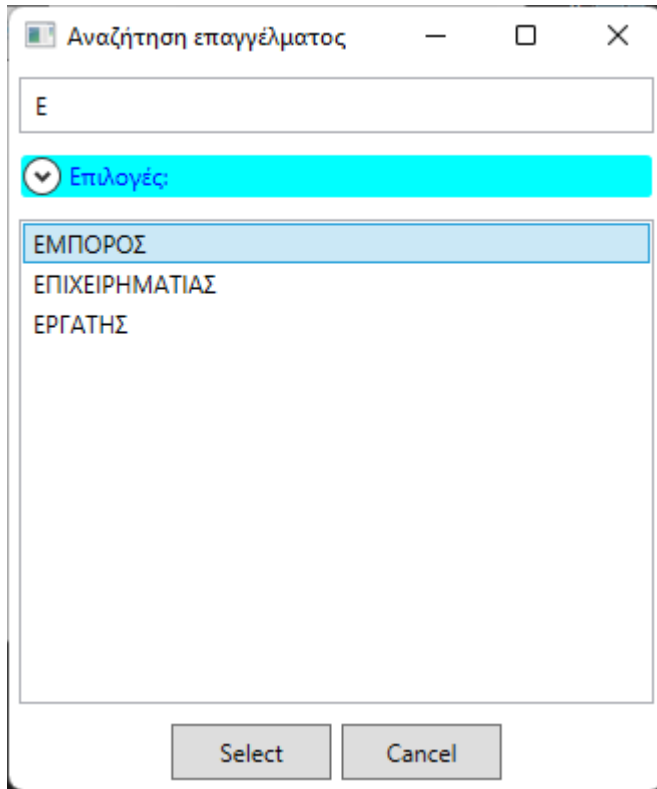 Αναζήτηση επαγγέλματος
Ε
Επιλογές:
ΕΜΠΟΡΟΣ
ΕΠΙΧΕΙΡΗΜΑΤΙΑΣ
ΕΡΓΑΤΗΣ
Select Cancel